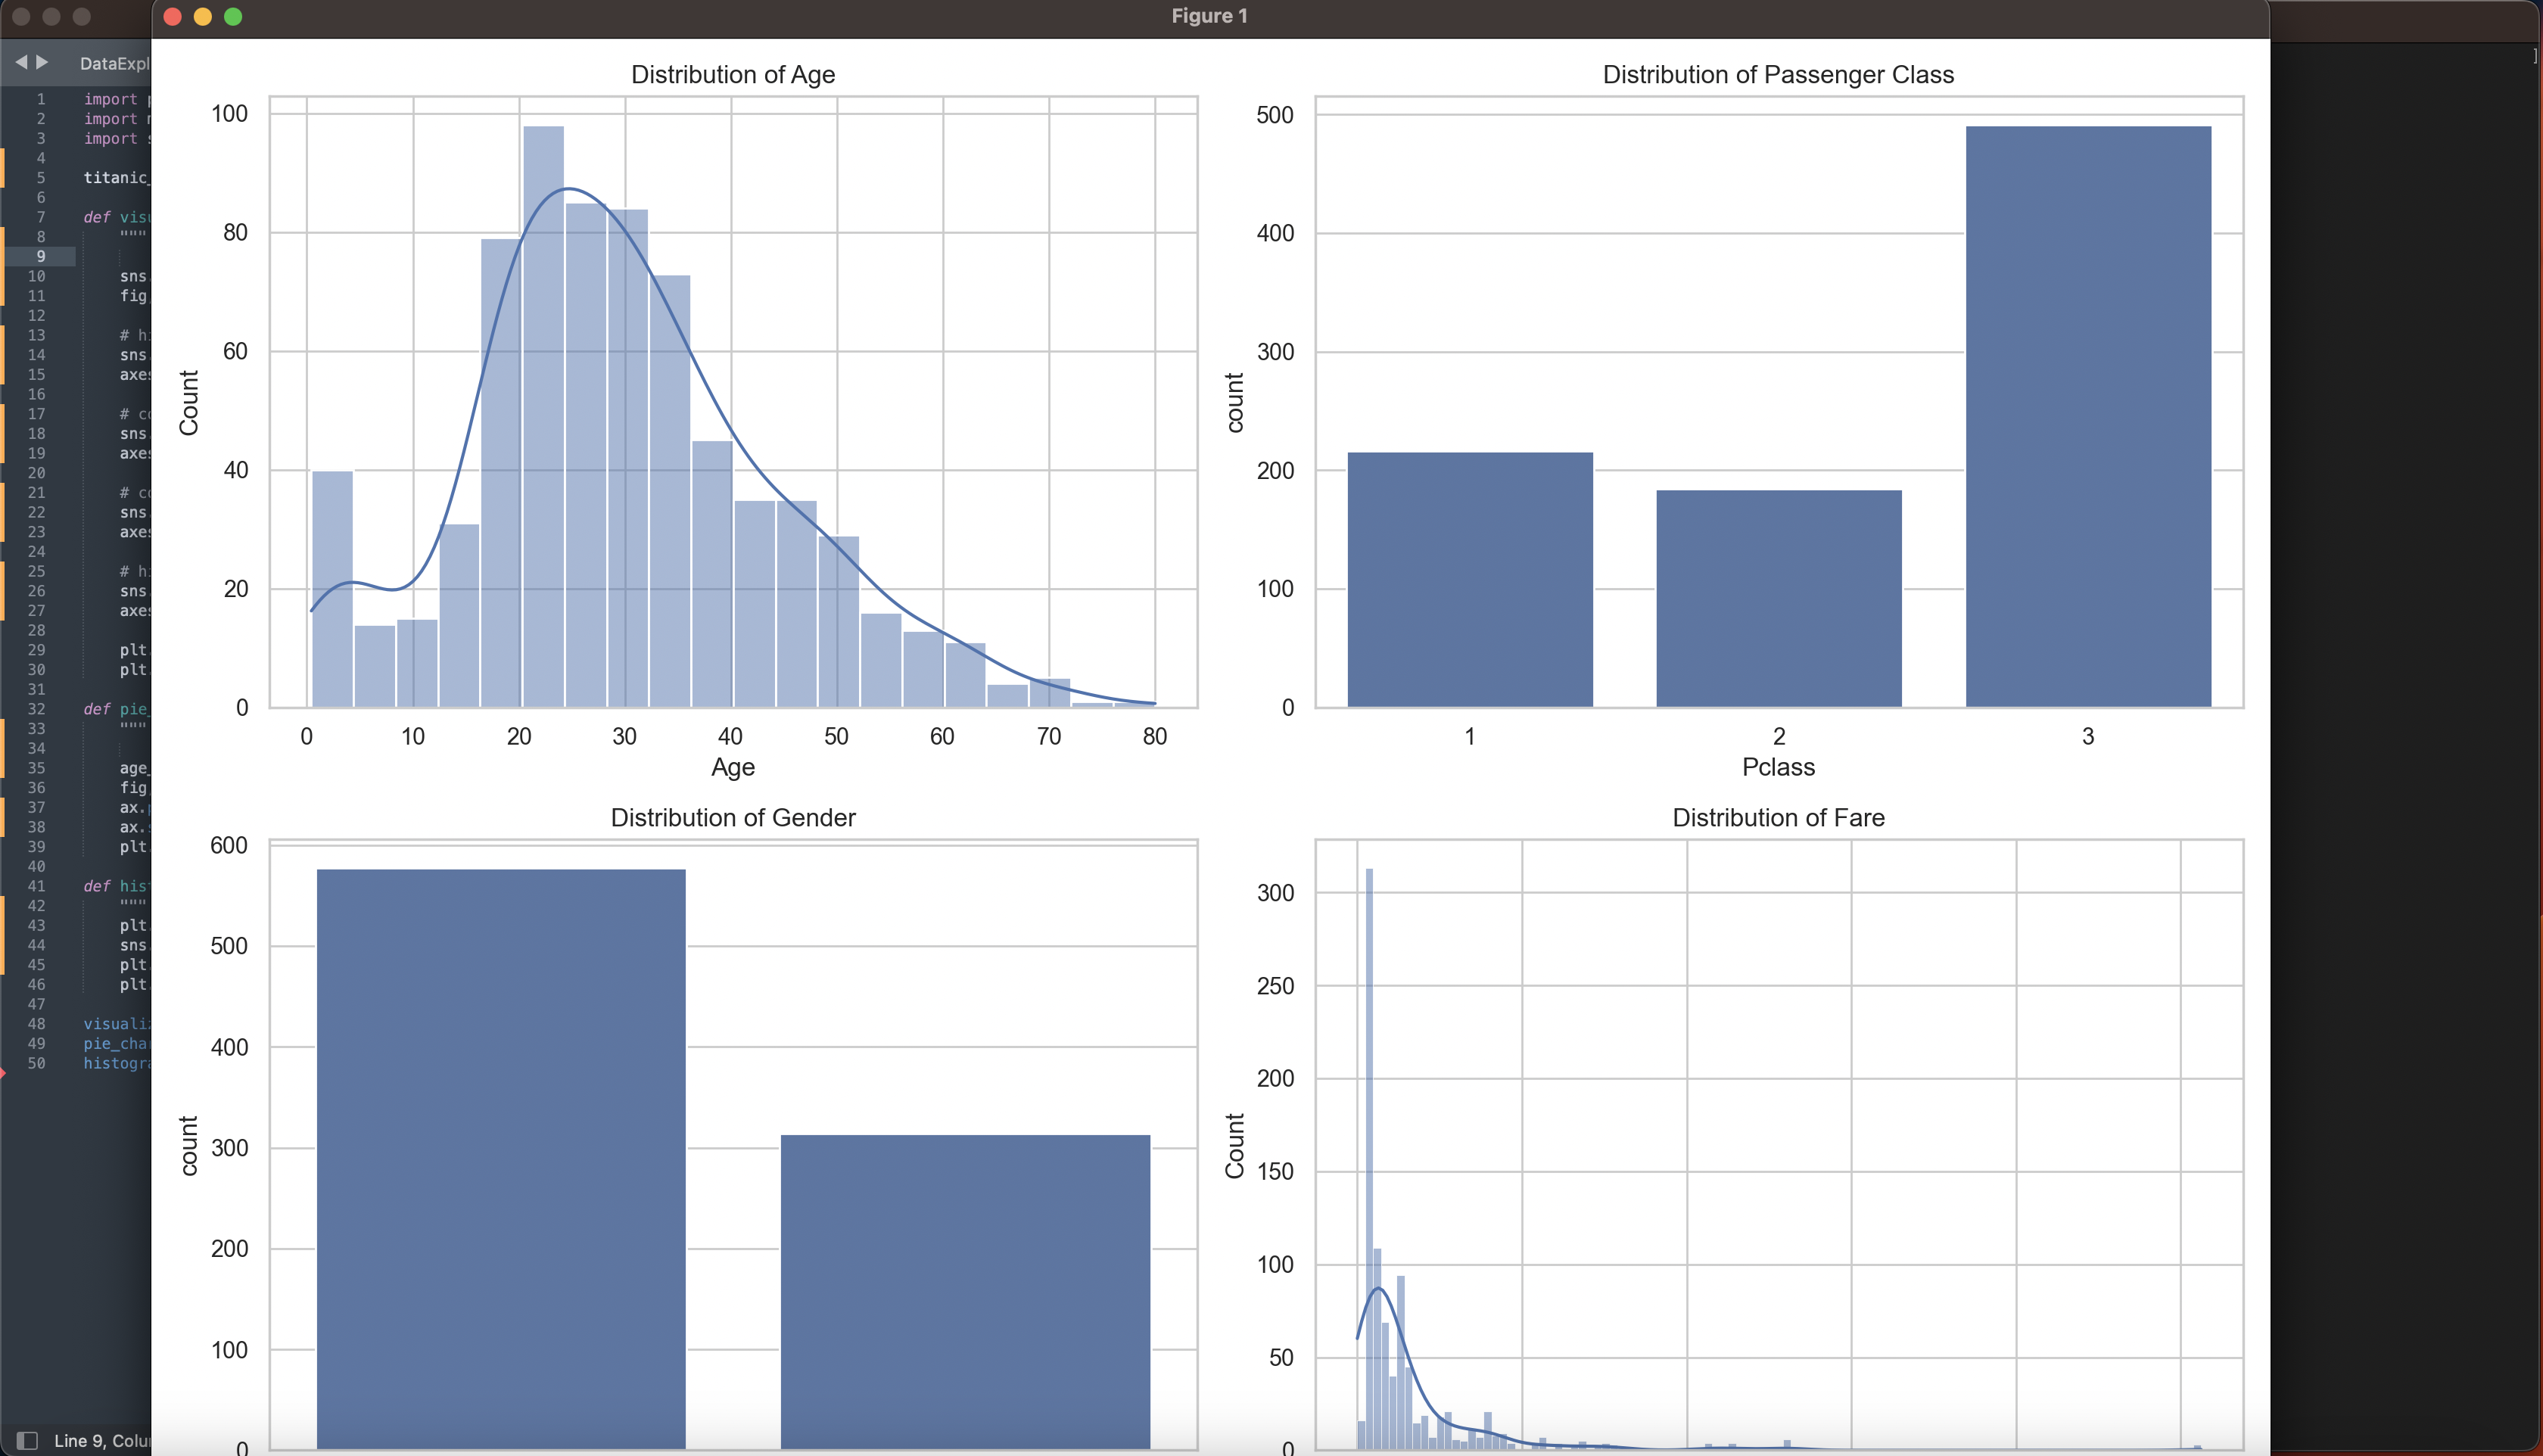 Figure 1
DataExpl
1 import
2 import
3 import
4
5 titanic_
6
7 def visu
8 """
9
10 sns.
11 fig
12
13 # hi
14 sns.
15 axes
16
17 # co
18 sns.
19 axes
20
21 # co
22 sns.
23 axes
24
25 # hi
26 sns.
27 axes
28
29 plt.
30 plt.
31
32 def pie_
33 """
34
35 age_
36 fig
37 ax.
38 ax.
39 plt.
40
41 def hist
42 """
43 plt.
44 sns.
45 plt.
46 plt.
47
48 visuali
49 pie_cha
50 histogra
Line 9, Colu
Distribution of Age
100
80
60
40
20
0
Count
0 10 20 30 40 50 60 70 80
Age
Distribution of Passenger Class
500
400
300
200
100
0
count
1 2 3
Pclass
Distribution of Gender
600
500
400
300
200
100
0
count
Distribution of Fare
300
250
200
150
100
50
0
Count
]